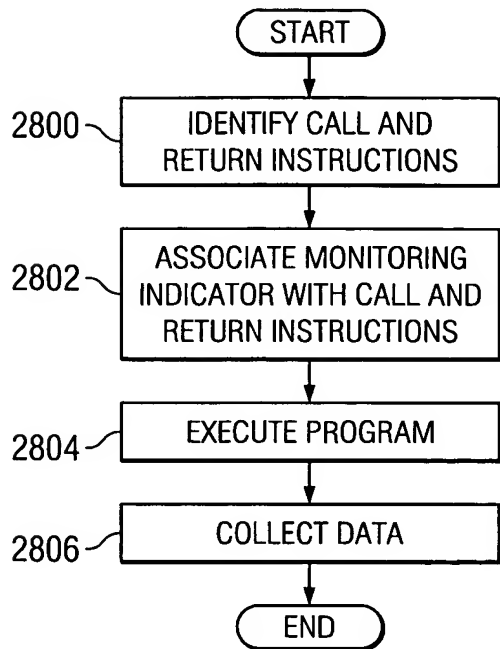 START
2800
IDENTIFY CALL AND
RETURN INSTRUCTIONS
2802
ASSOCIATE MONITORING
INDICATOR WITH CALL AND
RETURN INSTRUCTIONS
2804
EXECUTE PROGRAM
2806
COLLECT DATA
END